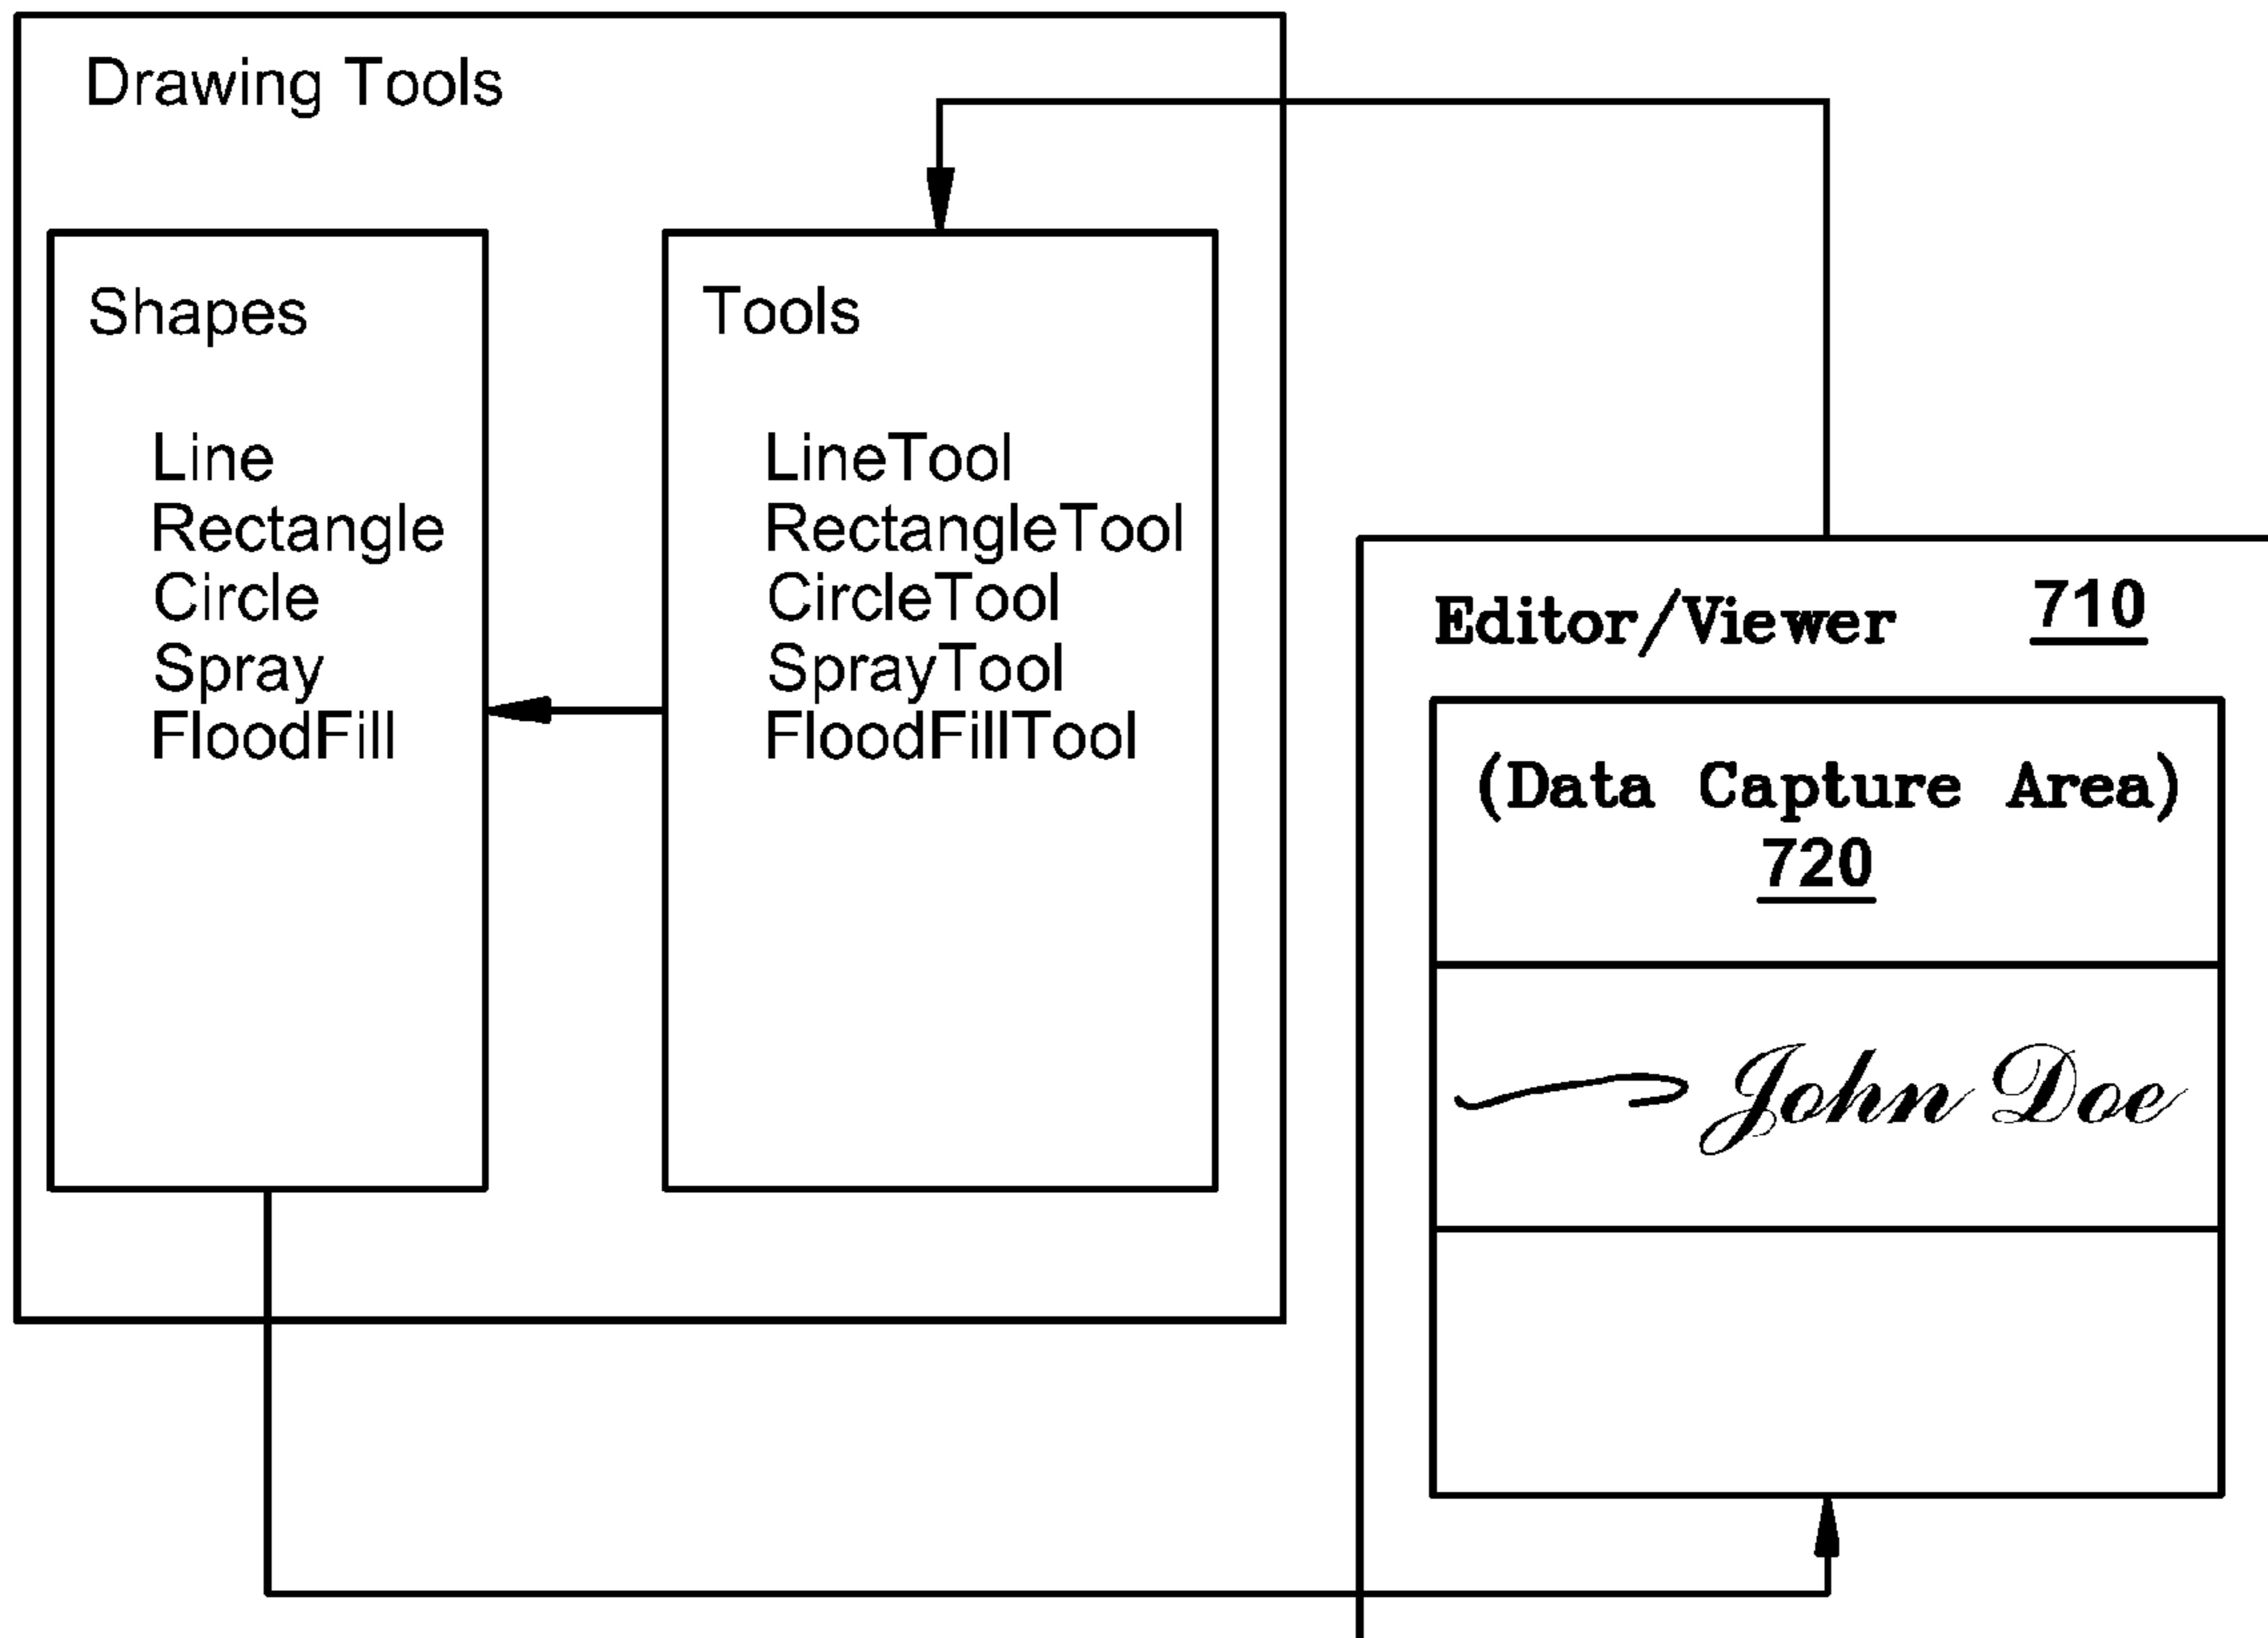 Drawing Tools
Shapes
Line
Rectangle
Circle
Spray
FloodFill
Tools
LineTool
RectangleTool
CircleTool
SprayTool
FloodFillTool
Editor/Viewer 710
(Data Capture Area)
720
John Doe